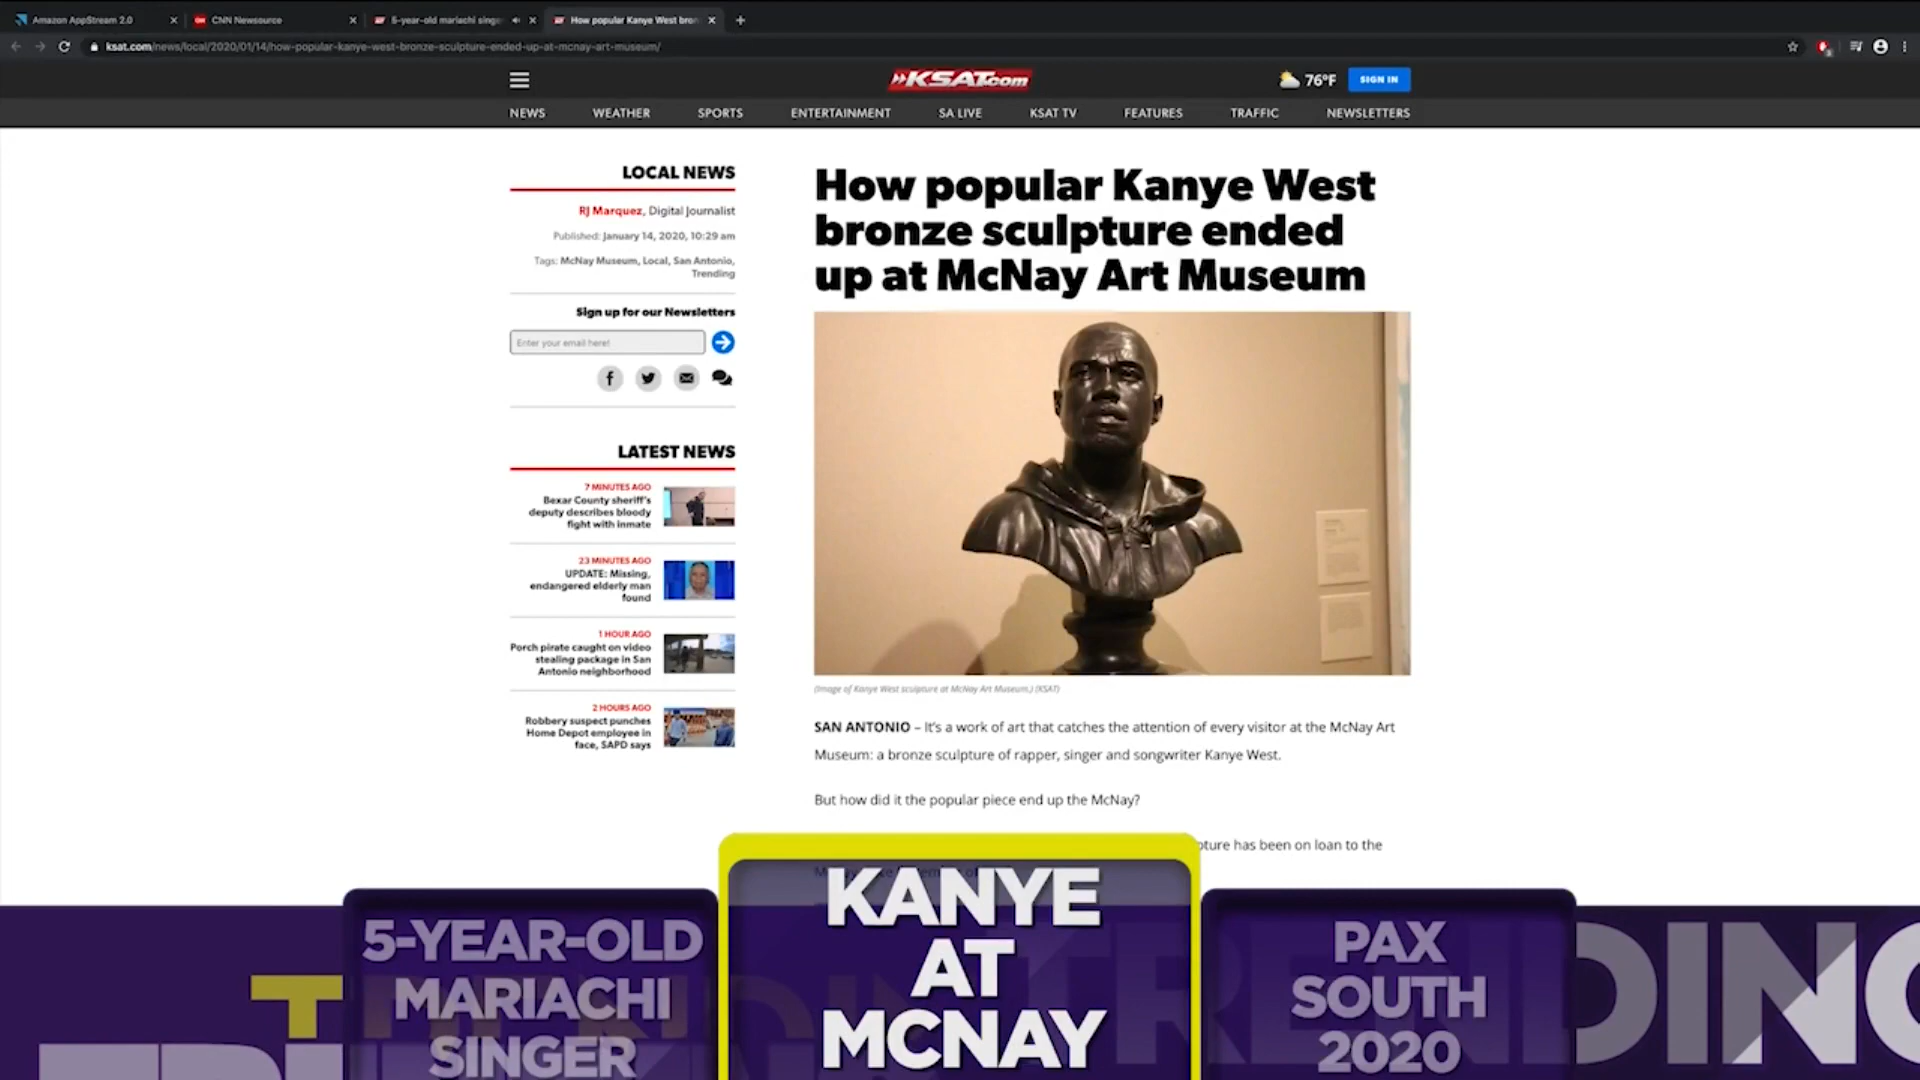 Amazon AppStream 2.0
CNN Newsource
5-year-old mariachi singe
How popular Kanye West bron
ksat.com/news/local/2020/01/14/how-popular-kanye-west-bronze-sculpture-ended-up-at-mcnay-art-museum/
KSAT.com
76°F
SIGN IN
NEWS WEATHER SPORTS ENTERTAINMENT SA LIVE KSAT TV FEATURES TRAFFIC NEWSLETTERS
LOCAL NEWS
RJ Marquez, Digital Journalist
Published: January 14, 2020, 10:29 am
Tags: McNay Museum, Local, San Antonio,
Trending
Sign up for our Newsletters
Enter your email here!
LATEST NEWS
7 MINUTES AGO
Bexar County sheriff's
deputy describes bloody
fight with inmate
23 MINUTES AGO
UPDATE: Missing,
endangered elderly man
found
1 HOUR AGO
Porch pirate caught on video
stealing package in San
Antonio neighborhood
2 HOURS AGO
Robbery suspect punches
Home Depot employee in
face, SAPD says
How popular Kanye West
bronze sculpture ended
up at McNay Art Museum
(Image of Kanye West sculpture at McNay Art Museum.) (KSAT)
SAN ANTONIO – It's a work of art that catches the attention of every visitor at the McNay Art
Museum: a bronze sculpture of rapper, singer and songwriter Kanye West.
But how did it the popular piece end up the McNay?
pture has been on loan to the
5-YEAR-OLD
MARIACHI
SINGER
KANYE
AT
MCNAY
PAX
SOUTH
2020
TRENDING